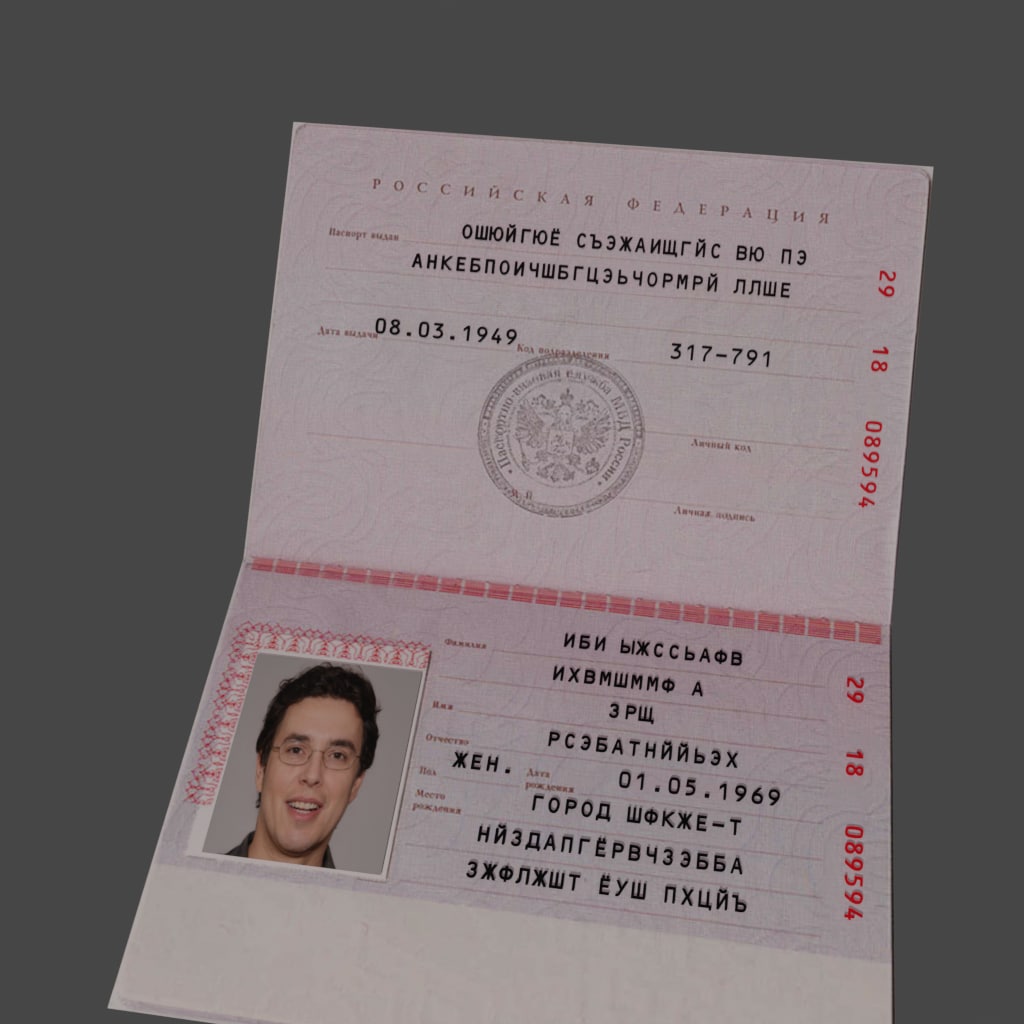 РОССИЙСКАЯ ФЕДЕРАЦИЯ
Паспорт выдан ОШЮЙГЮЁ СЪЭЖАИЩГЙС ВЮ ПЭ
АНКЕБПОИЧШБГЦЭЬЧОРМРЙ ЛЛШЕ
Дата выдачи 08.03.1949 Код подразделения 317-791
Паспортно-визовая служба МВД России
Личный код
Личная подпись
29 18 089594
Фамилия ИБИ ЫЖССЬАФВ
ИХВМШММФ А
Имя ЗРЩ
Отчество РСЭБАТНЙЙЬЭХ
Пол ЖЕН. Дата рождения 01.05.1969
Место рождения ГОРОД ШФКЖЕ-Т
НЙЗДАПГЁРВЧЗЭББА
ЗЖФЛЖШТ ЁУШ ПХЦЙЪ
29 18 089594